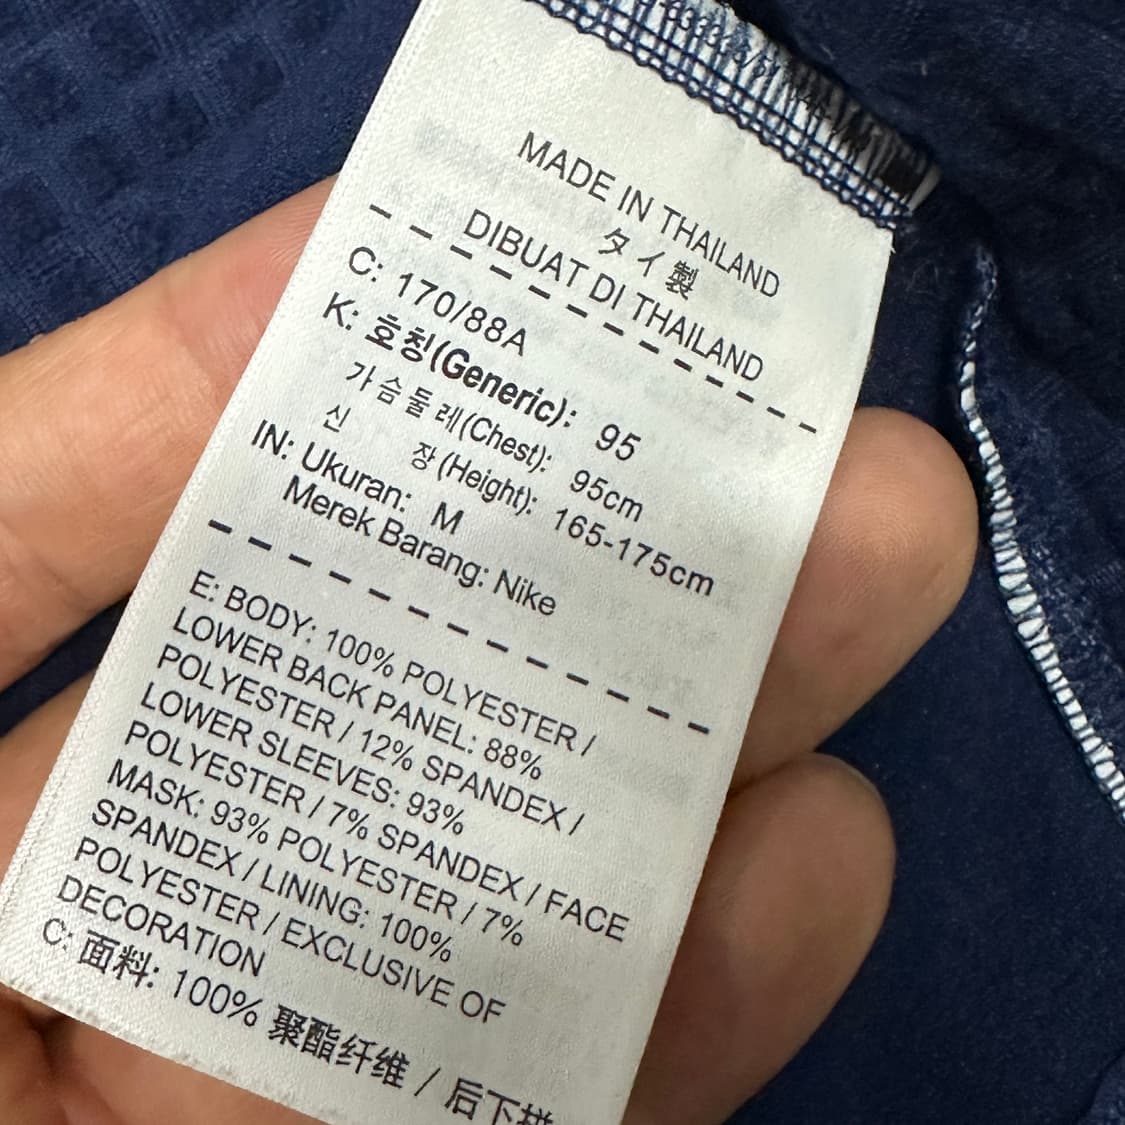 MADE IN THAILAND
タイ製
DIBUAT DI THAILAND
C: 170/88A
K: 호칭(Generic): 95
가슴둘레(Chest): 95cm
신 장(Height): 165-175cm
IN: Ukuran: M
Merek Barang: Nike
E: BODY: 100% POLYESTER /
LOWER BACK PANEL: 88%
POLYESTER / 12% SPANDEX /
LOWER SLEEVES: 93%
POLYESTER / 7% SPANDEX / FACE
MASK: 93% POLYESTER / 7%
SPANDEX / LINING: 100%
POLYESTER / EXCLUSIVE OF
DECORATION
C: 面料: 100% 聚酯纤维 / 后下拼